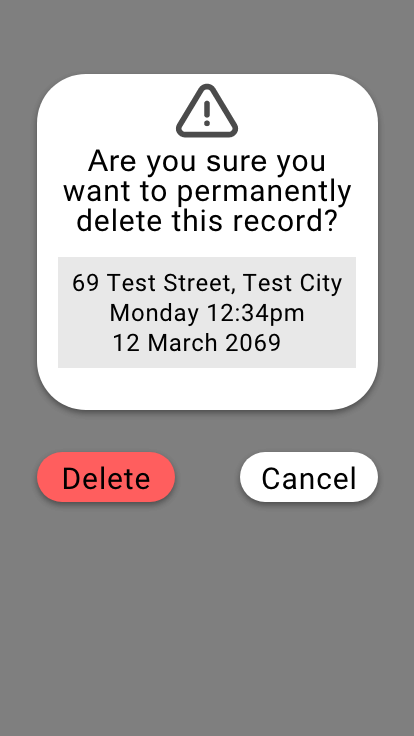 Are you sure you
want to permanently
delete this record?
69 Test Street, Test City
Monday 12:34pm
12 March 2069
Delete
Cancel